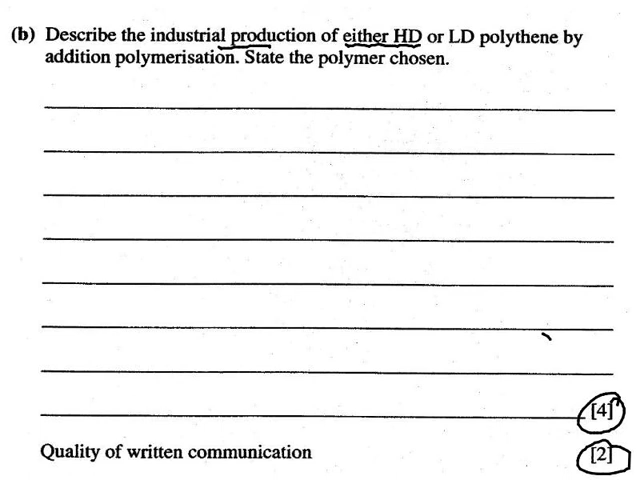 (b) Describe the industrial production of either HD or LD polythene by
addition polymerisation. State the polymer chosen.
[4]
Quality of written communication [2]